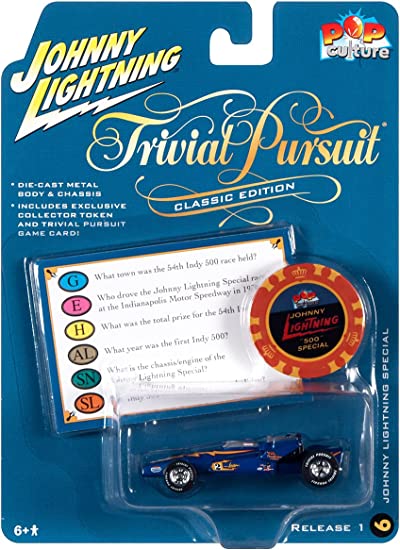 JOHNNY LIGHTNING
POP culture
Trivial Pursuit®
CLASSIC EDITION
• DIE-CAST METAL
BODY & CHASSIS
• INCLUDES EXCLUSIVE
COLLECTOR TOKEN
AND TRIVIAL PURSUIT
GAME CARD!
G What town was the 54th Indy 500 race held?
E Who drove the Johnny Lightning Special
at the Indianapolis Motor Speedway in
H What was the total prize for the 54th
AL What year was the first Indy 500?
SN What is the chassis/engine of the
Johnny Lightning Special?
SL
JOHNNY
LIGHTNING
'500'
SPECIAL
JOHNNY LIGHTNING SPECIAL
2
6+
RELEASE 1
6